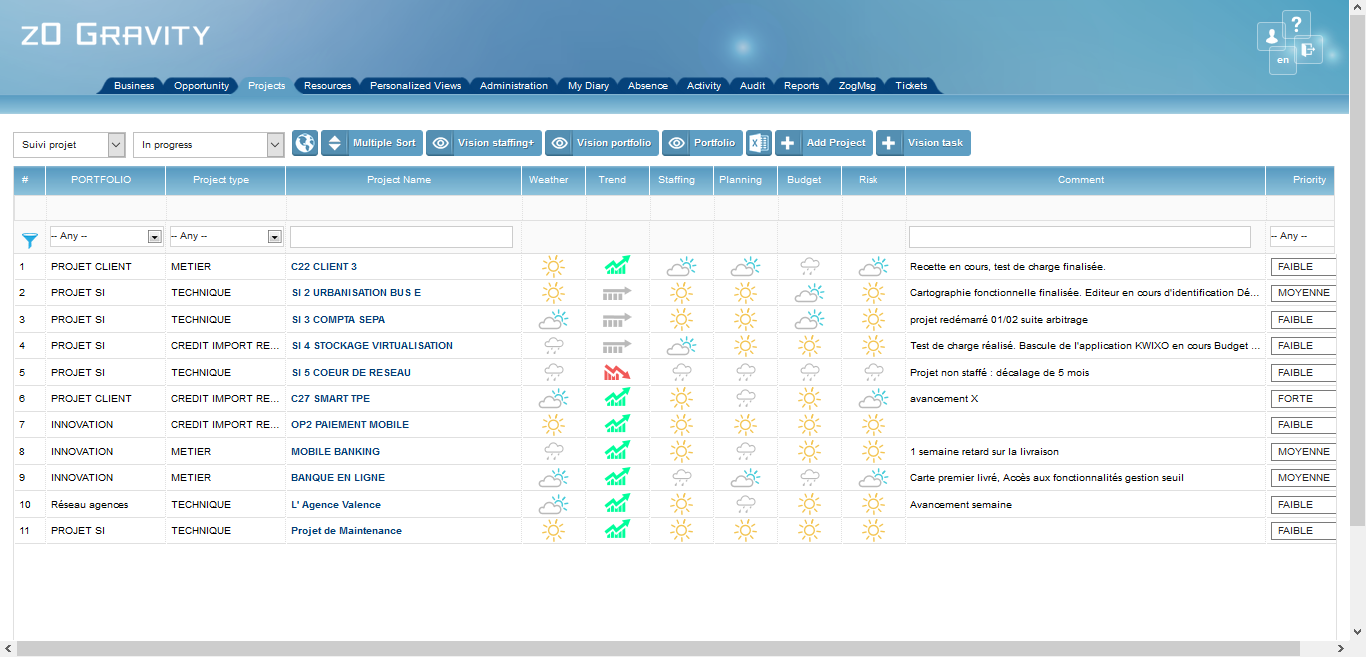 zO Gravity
?
en
Business Opportunity Projects Resources Personalized Views Administration My Diary Absence Activity Audit Reports ZogMsg Tickets
Suivi projet In progress Multiple Sort Vision staffing+ Vision portfolio Portfolio Add Project Vision task
# PORTFOLIO Project type Project Name Weather Trend Staffing Planning Budget Risk Comment Priority
-- Any -- -- Any -- -- Any --
1 PROJET CLIENT METIER C22 CLIENT 3 Recette en cours, test de charge finalisée. FAIBLE
2 PROJET SI TECHNIQUE SI 2 URBANISATION BUS E Cartographie fonctionnelle finalisée. Editeur en cours d'identification Dé... MOYENNE
3 PROJET SI TECHNIQUE SI 3 COMPTA SEPA projet redémarré 01/02 suite arbitrage FAIBLE
4 PROJET SI CREDIT IMPORT RE... SI 4 STOCKAGE VIRTUALISATION Test de charge réalisé. Bascule de l'application KWIXO en cours Budget ... FAIBLE
5 PROJET SI TECHNIQUE SI 5 COEUR DE RESEAU Projet non staffé : décalage de 5 mois FAIBLE
6 PROJET CLIENT CREDIT IMPORT RE... C27 SMART TPE avancement X FORTE
7 INNOVATION CREDIT IMPORT RE... OP2 PAIEMENT MOBILE FAIBLE
8 INNOVATION METIER MOBILE BANKING 1 semaine retard sur la livraison MOYENNE
9 INNOVATION METIER BANQUE EN LIGNE Carte premier livré, Accès aux fonctionnalités gestion seuil MOYENNE
10 Réseau agences TECHNIQUE L' Agence Valence Avancement semaine FAIBLE
11 PROJET SI TECHNIQUE Projet de Maintenance FAIBLE